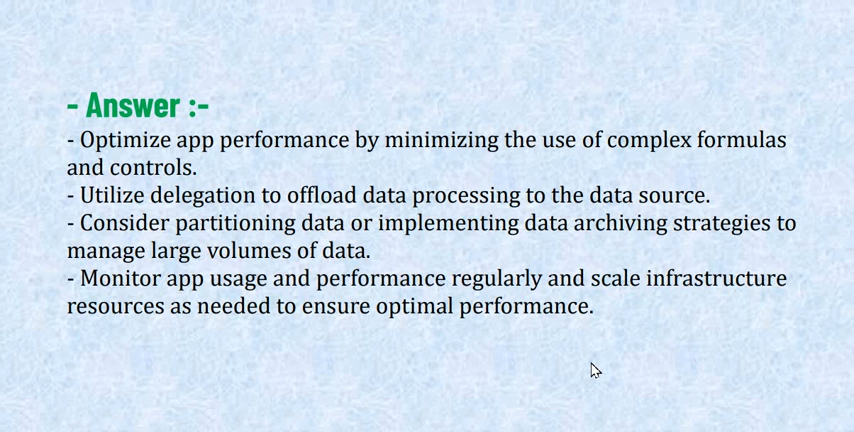 - Answer :-
- Optimize app performance by minimizing the use of complex formulas
and controls.
- Utilize delegation to offload data processing to the data source.
- Consider partitioning data or implementing data archiving strategies to
manage large volumes of data.
- Monitor app usage and performance regularly and scale infrastructure
resources as needed to ensure optimal performance.